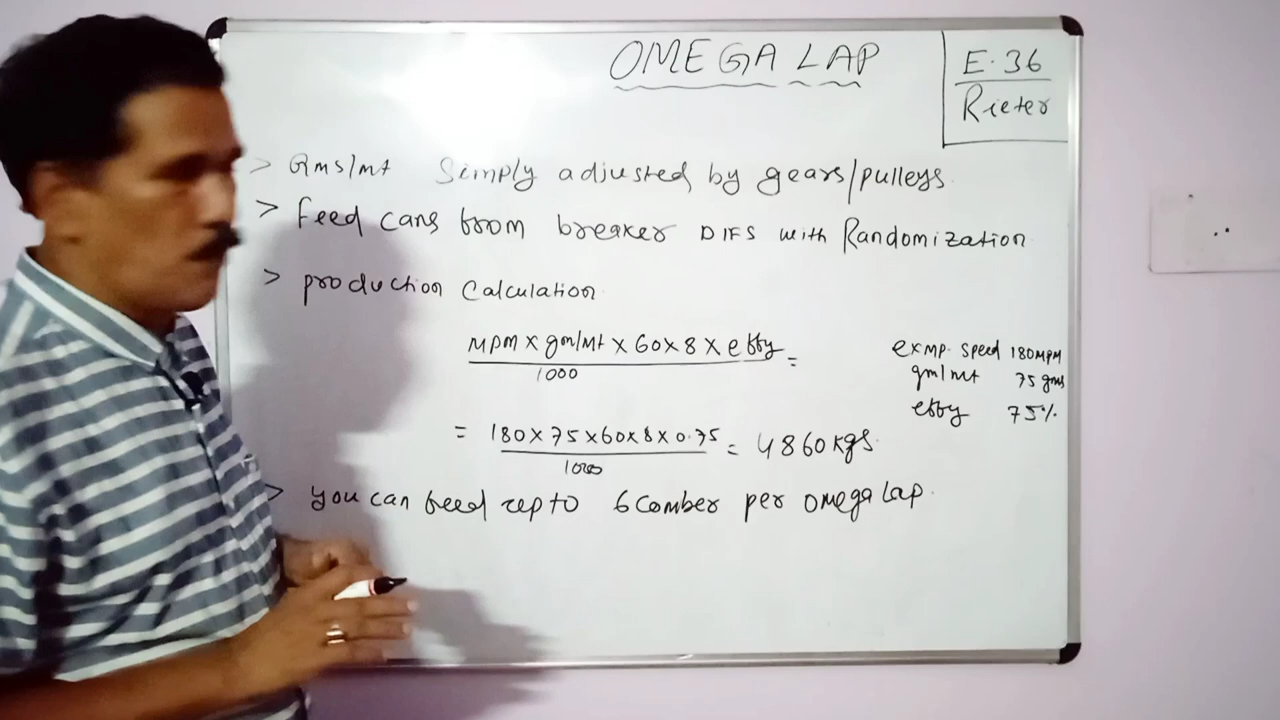 OMEGA LAP
E.36
Rieter
> Gms/mt Simply adjusted by gears/pulleys.
> Feed cans from breaker DIFS with Randomization
> production Calculation.
MPM x gm/Mt x 60 x 8 x effy =
1000
exmp. speed 180MPM
gm/mt 75 gms
effy 75%
= 180 x 75 x 60 x 8 x 0.75 = 4860 kgs.
1000
> you can feed upto 6 Comber per omega Lap.